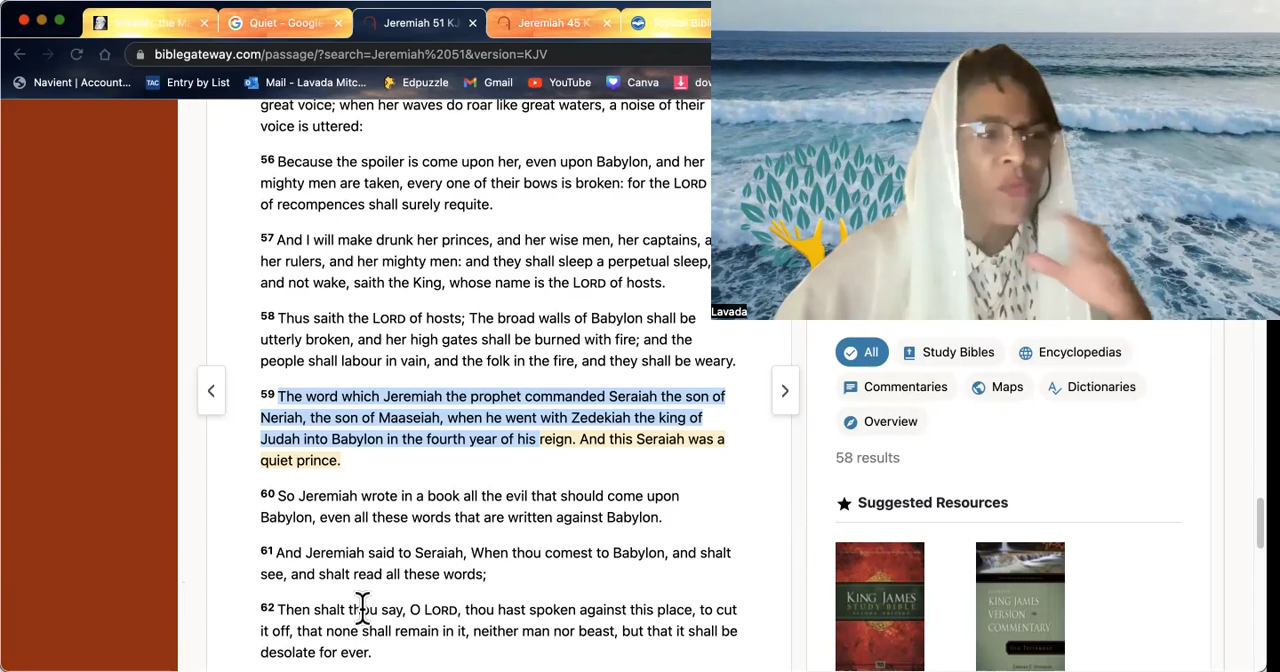 Seraiah, the M
Quiet - Google
Jeremiah 51 KJ
Jeremiah 45 K
biblegateway.com/passage/?search=Jeremiah%2051&version=KJV
Navient | Account...
TAC Entry by List
Mail - Lavada Mitc...
Edpuzzle
Gmail
YouTube
Canva
dov
great voice; when her waves do roar like great waters, a noise of their
voice is uttered:
56 Because the spoiler is come upon her, even upon Babylon, and her
mighty men are taken, every one of their bows is broken: for the LORD
of recompences shall surely requite.
57 And I will make drunk her princes, and her wise men, her captains, a
her rulers, and her mighty men: and they shall sleep a perpetual sleep,
and not wake, saith the King, whose name is the LORD of hosts.
58 Thus saith the LORD of hosts; The broad walls of Babylon shall be
utterly broken, and her high gates shall be burned with fire; and the
people shall labour in vain, and the folk in the fire, and they shall be weary.
59 The word which Jeremiah the prophet commanded Seraiah the son of
Neriah, the son of Maaseiah, when he went with Zedekiah the king of
Judah into Babylon in the fourth year of his reign. And this Seraiah was a
quiet prince.
60 So Jeremiah wrote in a book all the evil that should come upon
Babylon, even all these words that are written against Babylon.
61 And Jeremiah said to Seraiah, When thou comest to Babylon, and shalt
see, and shalt read all these words;
62 Then shalt thou say, O LORD, thou hast spoken against this place, to cut
it off, that none shall remain in it, neither man nor beast, but that it shall be
desolate for ever.
Lavada
All
Study Bibles
Encyclopedias
Commentaries
Maps
Dictionaries
Overview
58 results
Suggested Resources
KING JAMES
STUDY BIBLE
KING JAMES
VERSION
COMMENTARY